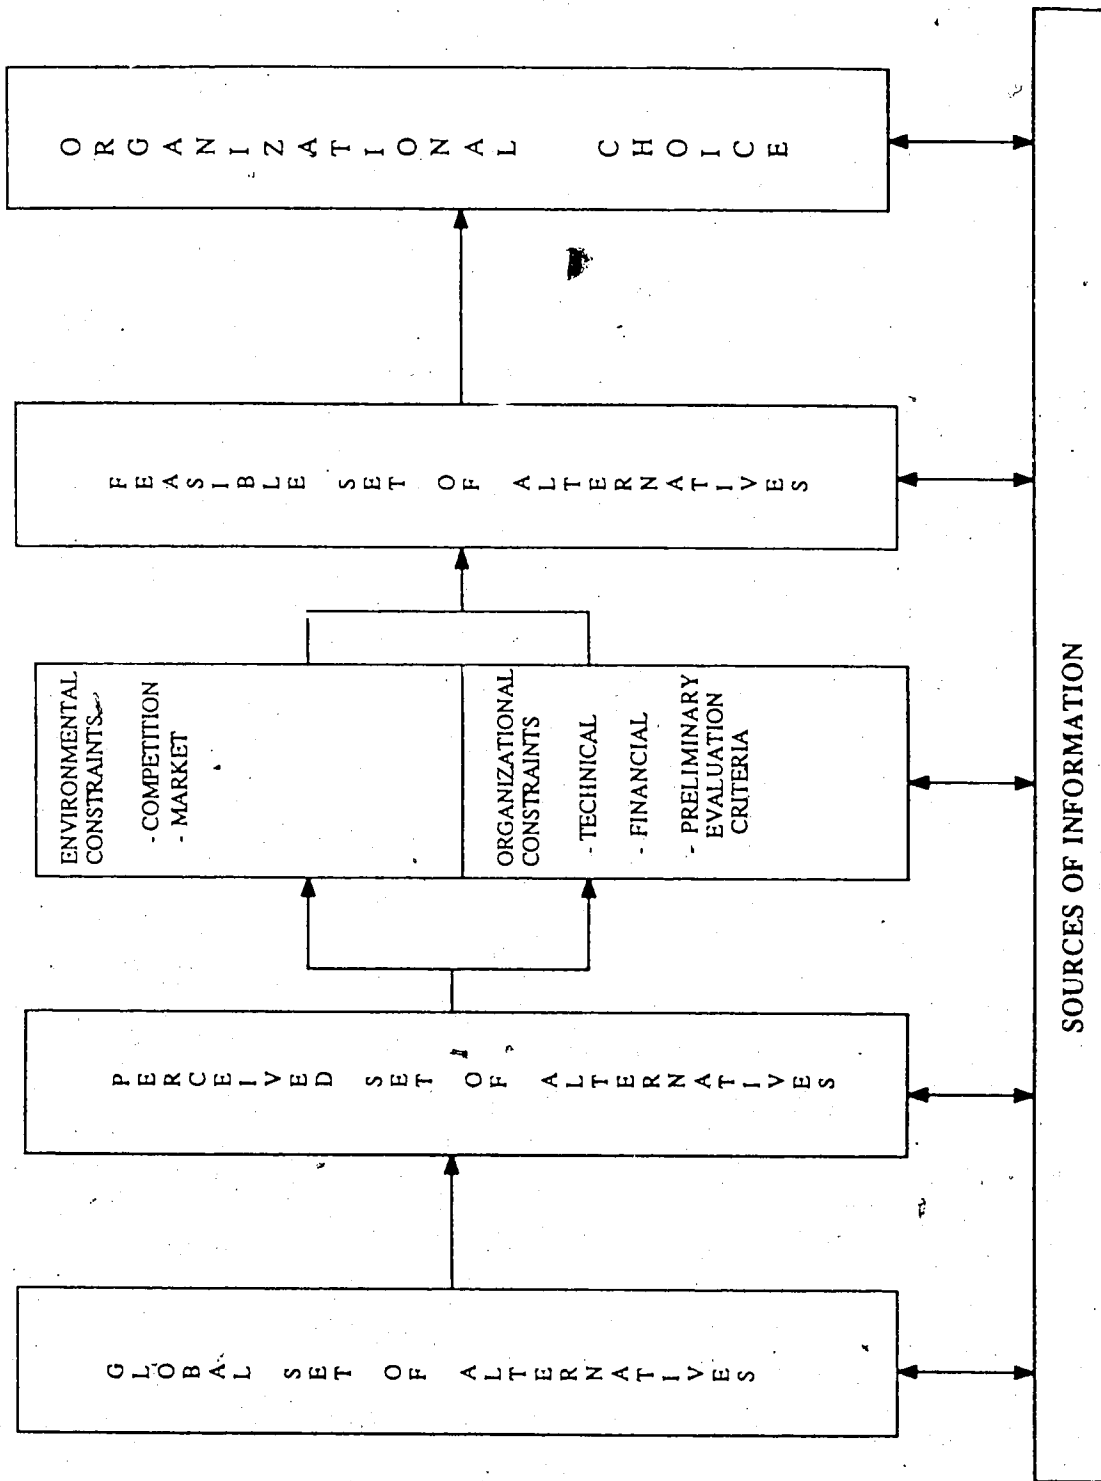 GLOBAL SET OF ALTERNATIVES
PERCEIVED SET OF ALTERNATIVES
ENVIRONMENTAL
CONSTRAINTS
- COMPETITION
- MARKET
ORGANIZATIONAL
CONSTRAINTS
- TECHNICAL
- FINANCIAL
- PRELIMINARY
EVALUATION
CRITERIA
FEASIBLE SET OF ALTERNATIVES
ORGANIZATIONAL CHOICE
SOURCES OF INFORMATION